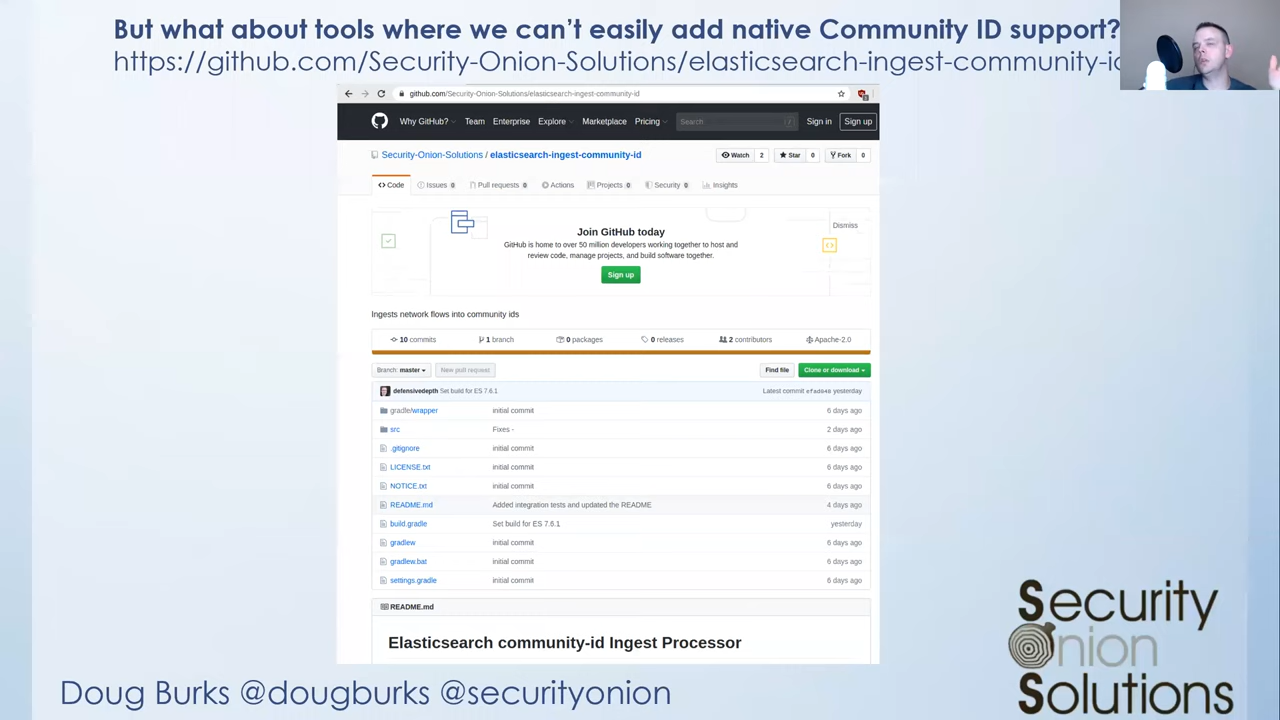 But what about tools where we can't easily add native Community ID support?
https://github.com/Security-Onion-Solutions/elasticsearch-ingest-community-id
github.com/Security-Onion-Solutions/elasticsearch-ingest-community-id
Why GitHub? Team Enterprise Explore Marketplace Pricing Search / Sign in Sign up
Security-Onion-Solutions / elasticsearch-ingest-community-id Watch 2 Star 0 Fork 0
Code Issues 0 Pull requests 0 Actions Projects 0 Security 0 Insights
Dismiss
Join GitHub today
GitHub is home to over 50 million developers working together to host and
review code, manage projects, and build software together.
Sign up
Ingests network flows into community ids
10 commits 1 branch 0 packages 0 releases 2 contributors Apache-2.0
Branch: master New pull request Find file Clone or download
defensivedepth Set build for ES 7.6.1 Latest commit efad048 yesterday
gradle/wrapper initial commit 6 days ago
src Fixes - 2 days ago
.gitignore initial commit 6 days ago
LICENSE.txt initial commit 6 days ago
NOTICE.txt initial commit 6 days ago
README.md Added integration tests and updated the README 4 days ago
build.gradle Set build for ES 7.6.1 yesterday
gradlew initial commit 6 days ago
gradlew.bat initial commit 6 days ago
settings.gradle initial commit 6 days ago
README.md
Elasticsearch community-id Ingest Processor
Security
Onion
Solutions
Doug Burks @dougburks @securityonion